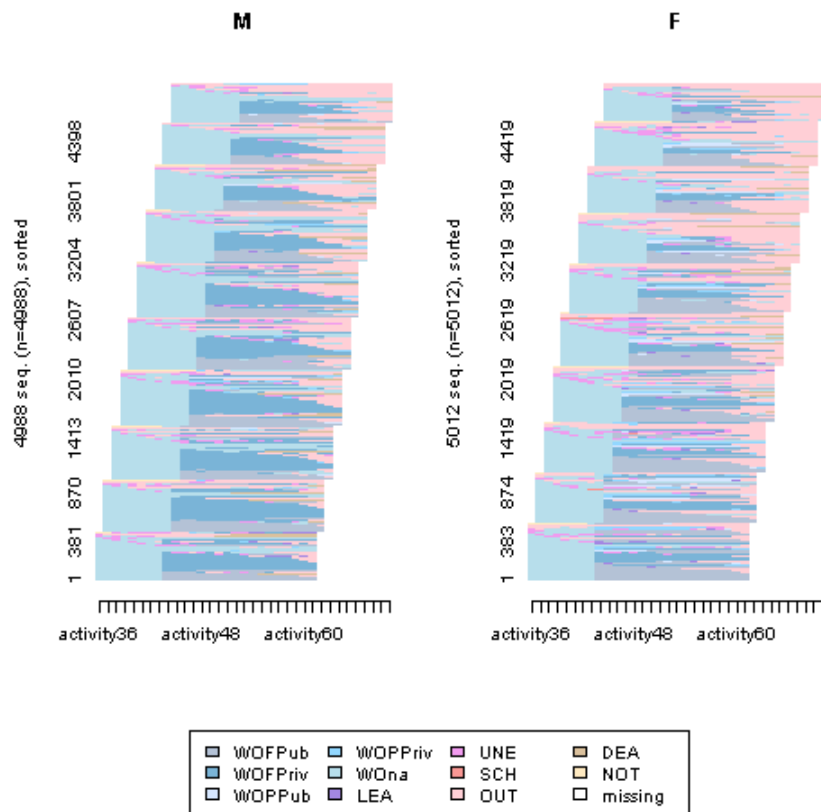 M
F
4988 seq. (n=4988), sorted
1 381 870 1413 2010 2607 3204 3801 4398
5012 seq. (n=5012), sorted
1 383 874 1419 2019 2619 3219 3819 4419
activity36 activity48 activity60
activity36 activity48 activity60
WOFPub WOPPriv UNE DEA
WOFPriv WOna SCH NOT
WOPPub LEA OUT missing